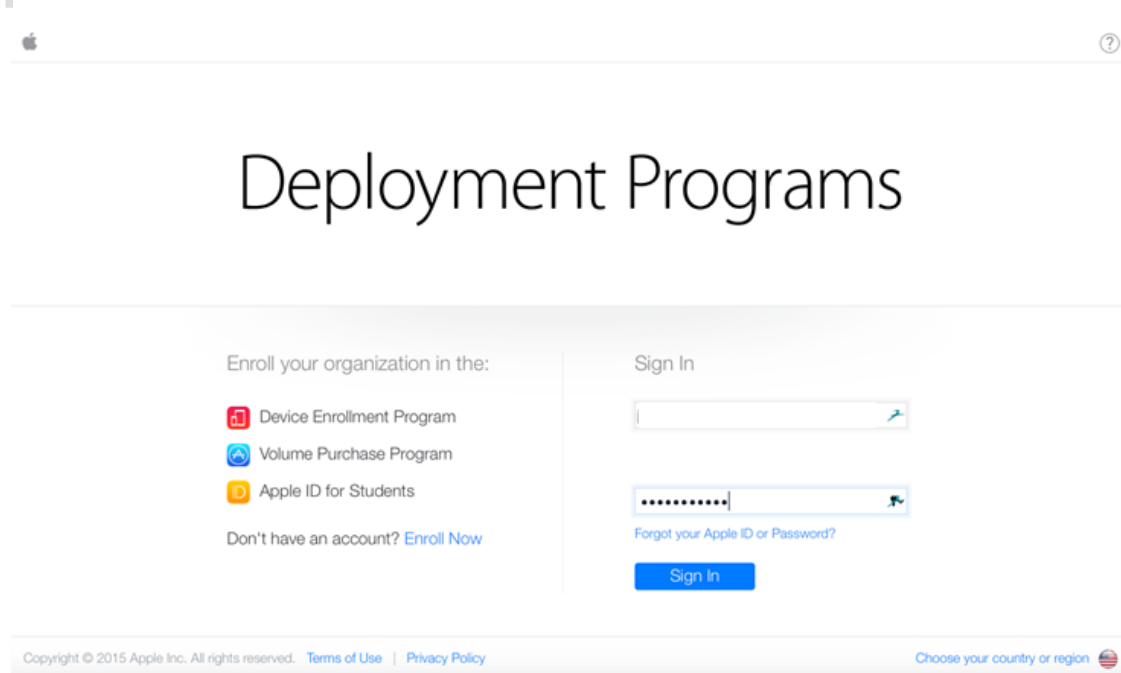 ?
Deployment Programs
Enroll your organization in the:
Device Enrollment Program
Volume Purchase Program
Apple ID for Students
Don't have an account? Enroll Now
Sign In
•••••••••••
Forgot your Apple ID or Password?
Sign In
Copyright © 2015 Apple Inc. All rights reserved. Terms of Use | Privacy Policy
Choose your country or region